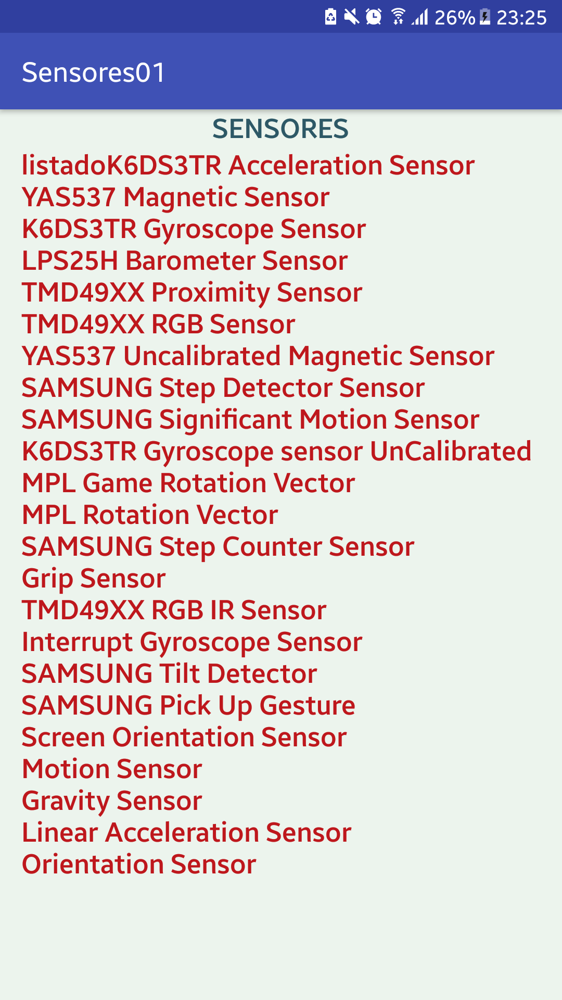 26% 23:25
Sensores01
SENSORES
listadoK6DS3TR Acceleration Sensor
YAS537 Magnetic Sensor
K6DS3TR Gyroscope Sensor
LPS25H Barometer Sensor
TMD49XX Proximity Sensor
TMD49XX RGB Sensor
YAS537 Uncalibrated Magnetic Sensor
SAMSUNG Step Detector Sensor
SAMSUNG Significant Motion Sensor
K6DS3TR Gyroscope sensor UnCalibrated
MPL Game Rotation Vector
MPL Rotation Vector
SAMSUNG Step Counter Sensor
Grip Sensor
TMD49XX RGB IR Sensor
Interrupt Gyroscope Sensor
SAMSUNG Tilt Detector
SAMSUNG Pick Up Gesture
Screen Orientation Sensor
Motion Sensor
Gravity Sensor
Linear Acceleration Sensor
Orientation Sensor